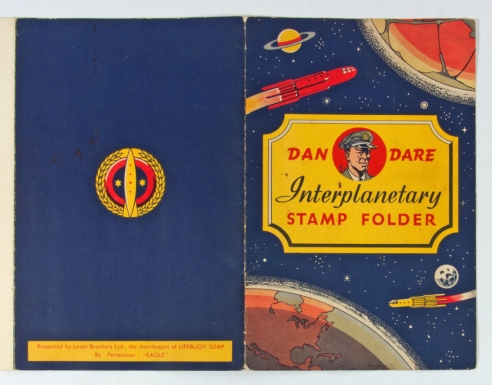 Presented by Lever Brothers Ltd., the distributors of LIFEBUOY SOAP
By Permission "EAGLE"
DAN DARE
Interplanetary
STAMP FOLDER